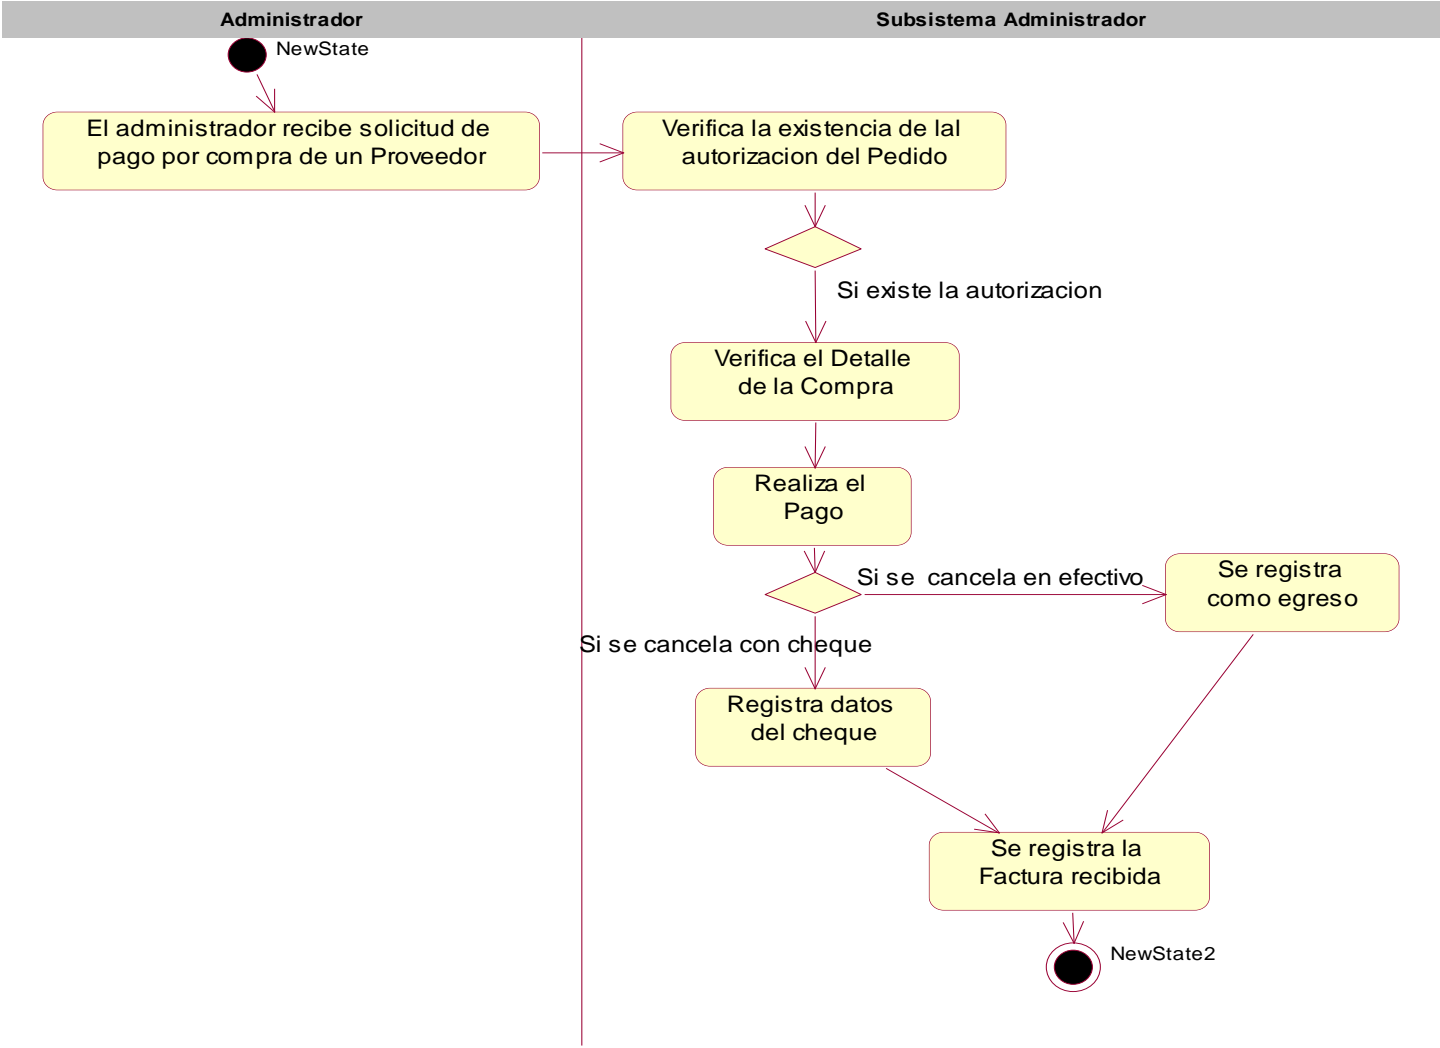 Administrador
Subsistema Administrador
NewState
El administrador recibe solicitud de
pago por compra de un Proveedor
Verifica la existencia de lal
autorizacion del Pedido
Si existe la autorizacion
Verifica el Detalle
de la Compra
Realiza el
Pago
Si se cancela en efectivo
Se registra
como egreso
Si se cancela con cheque
Registra datos
del cheque
Se registra la
Factura recibida
NewState2